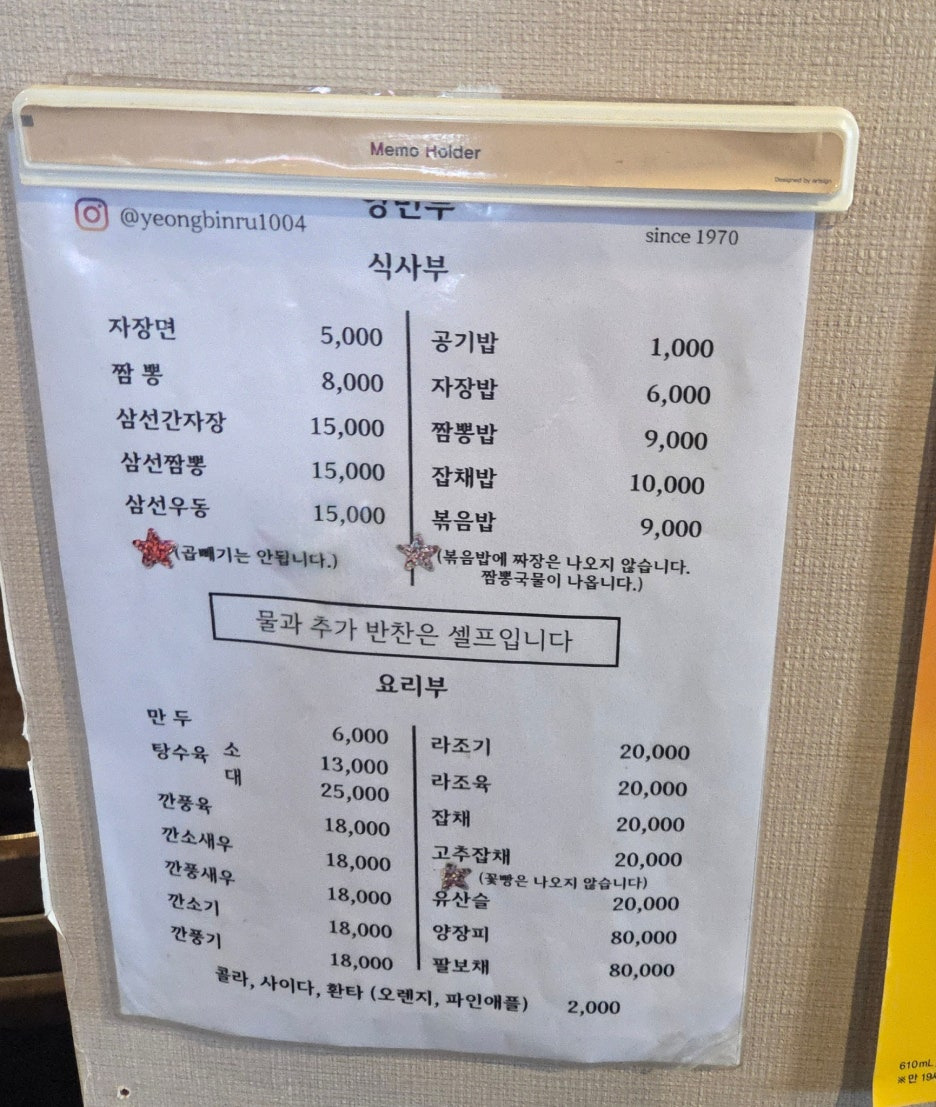 Memo Holder
Designed by artsign
@yeongbinru1004
since 1970
식사부
자장면 5,000
짬 뽕 8,000
삼선간자장 15,000
삼선짬뽕 15,000
삼선우동 15,000
(곱빼기는 안됩니다.)
공기밥 1,000
자장밥 6,000
짬뽕밥 9,000
잡채밥 10,000
볶음밥 9,000
(볶음밥에 짜장은 나오지 않습니다.
짬뽕국물이 나옵니다.)
물과 추가 반찬은 셀프입니다
요리부
만 두 6,000
탕수육 소 13,000
대 25,000
깐풍육 18,000
깐소새우 18,000
깐풍새우 18,000
깐소기 18,000
깐풍기 18,000
라조기 20,000
라조육 20,000
잡채 20,000
고추잡채 20,000
(꽃빵은 나오지 않습니다)
유산슬 20,000
양장피 80,000
팔보채 80,000
콜라, 사이다, 환타 (오렌지, 파인애플) 2,000
610mL
※만 19